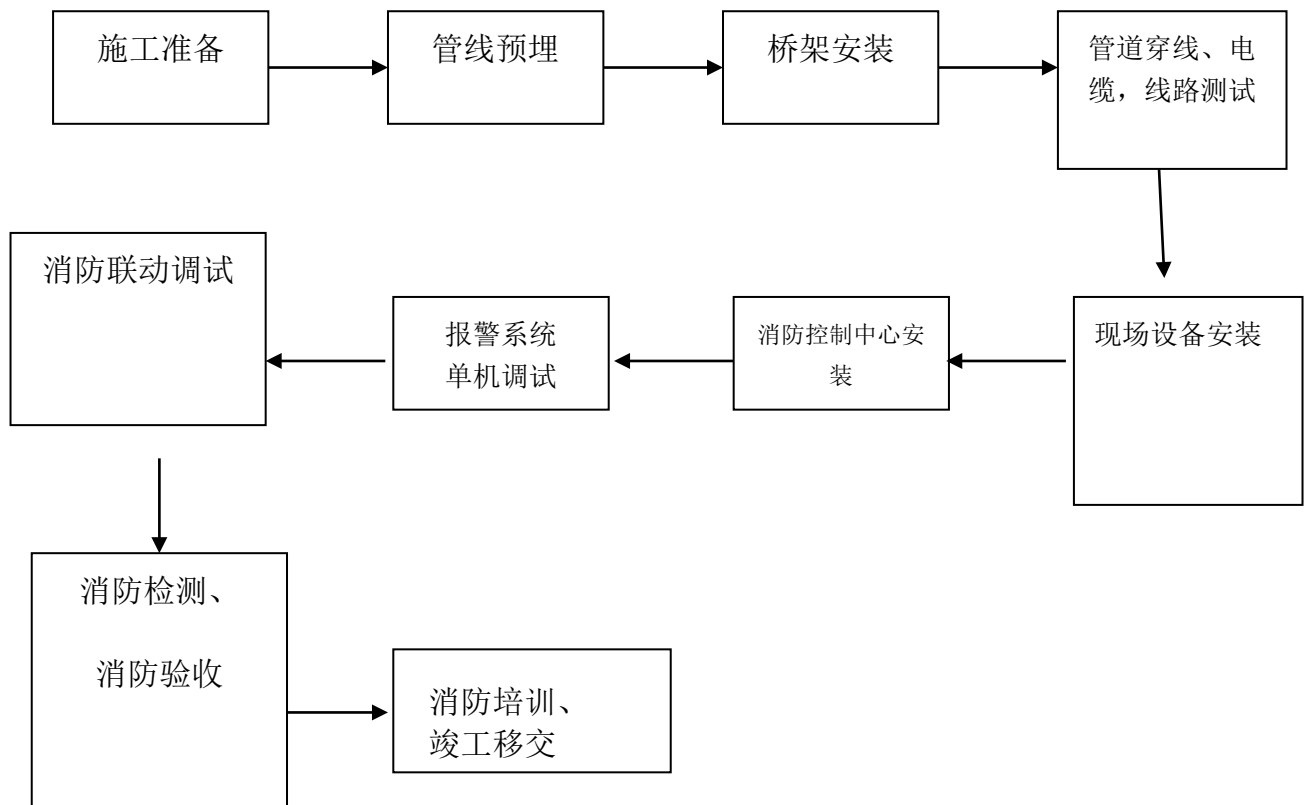 施工准备
管线预埋
桥架安装
管道穿线、电
缆，线路测试
现场设备安装
消防控制中心安
装
报警系统
单机调试
消防联动调试
消防检测、
消防验收
消防培训、
竣工移交